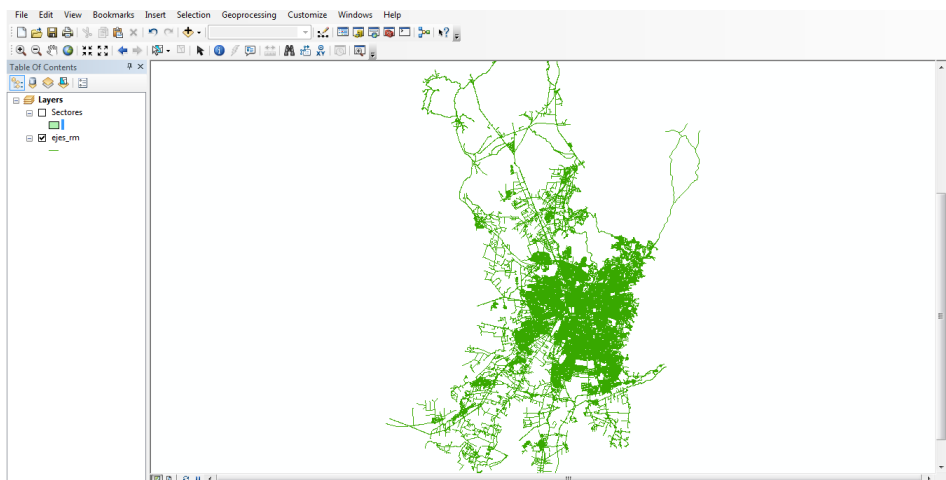 File Edit View Bookmarks Insert Selection Geoprocessing Customize Windows Help
Table Of Contents
Layers
Sectores
ejes_rm